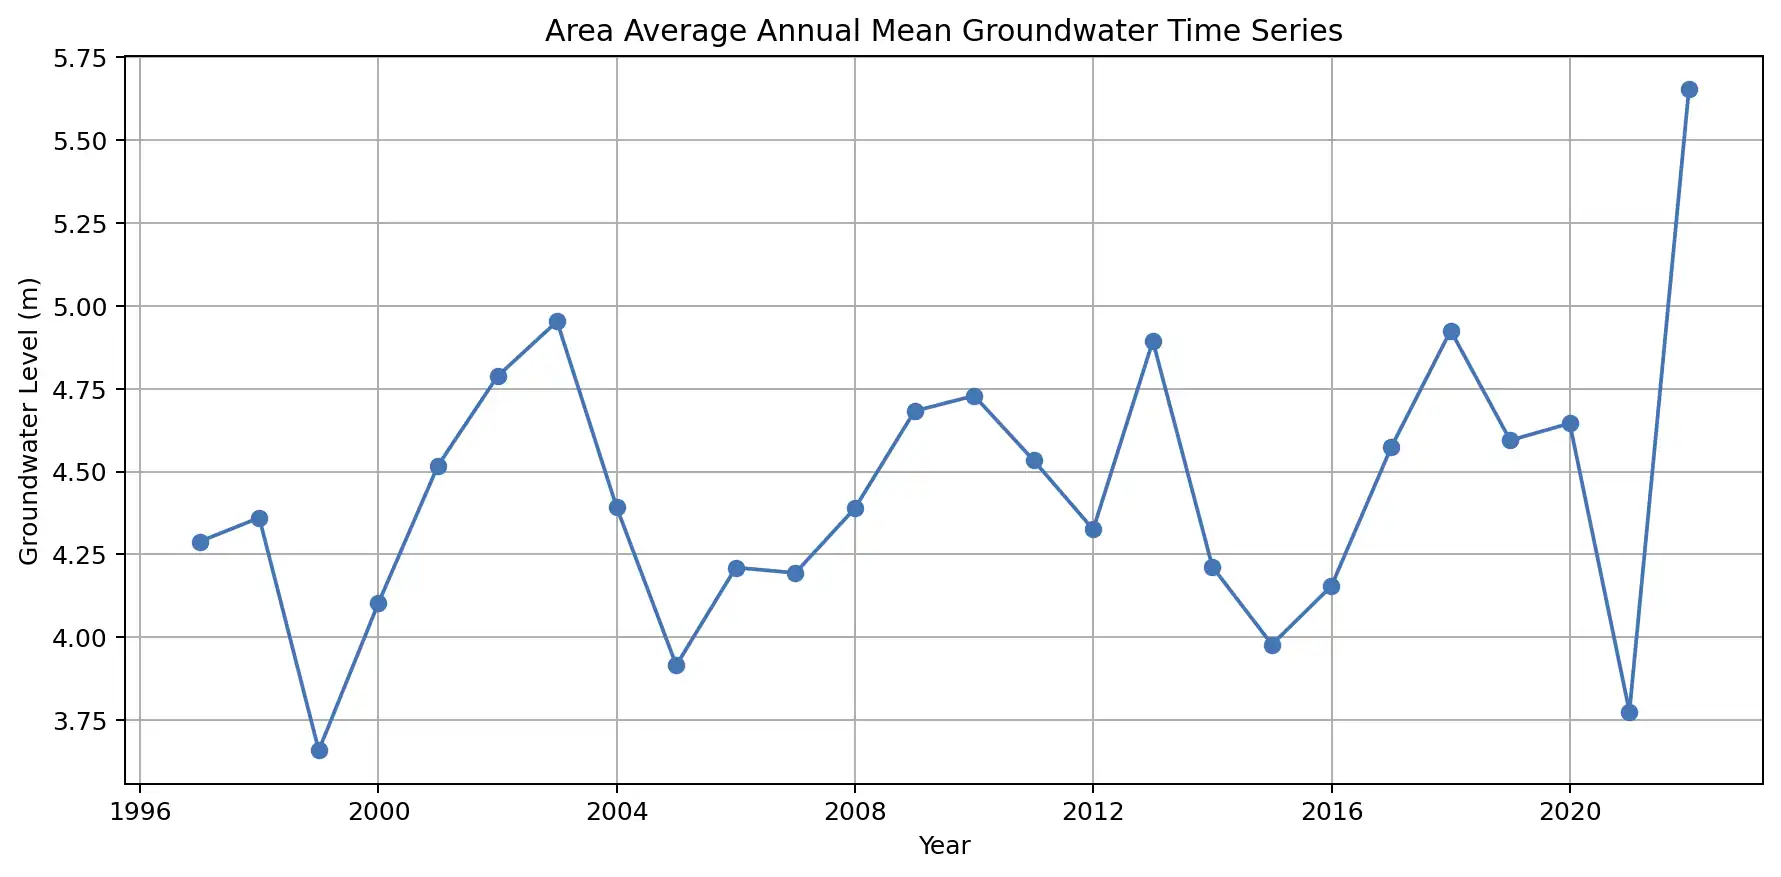 Area Average Annual Mean Groundwater Time Series
Groundwater Level (m)
5.75
5.50
5.25
5.00
4.75
4.50
4.25
4.00
3.75
1996 2000 2004 2008 2012 2016 2020
Year